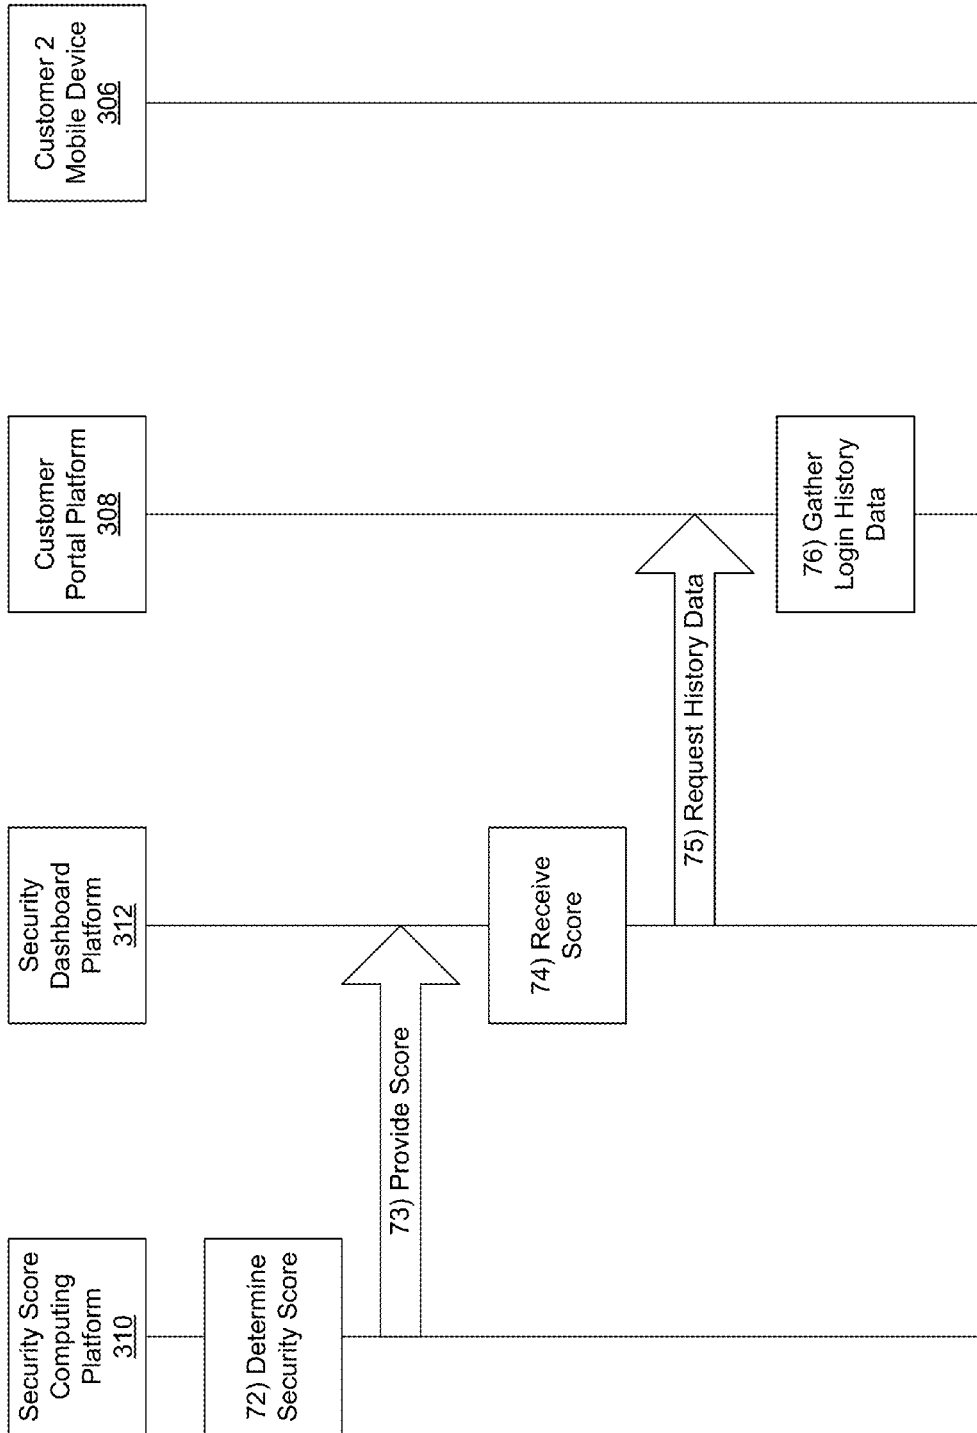 Security Score
Computing
Platform
310
Security
Dashboard
Platform
312
Customer
Portal Platform
308
Customer 2
Mobile Device
306
72) Determine
Security Score
73) Provide Score
74) Receive
Score
75) Request History Data
76) Gather
Login History
Data